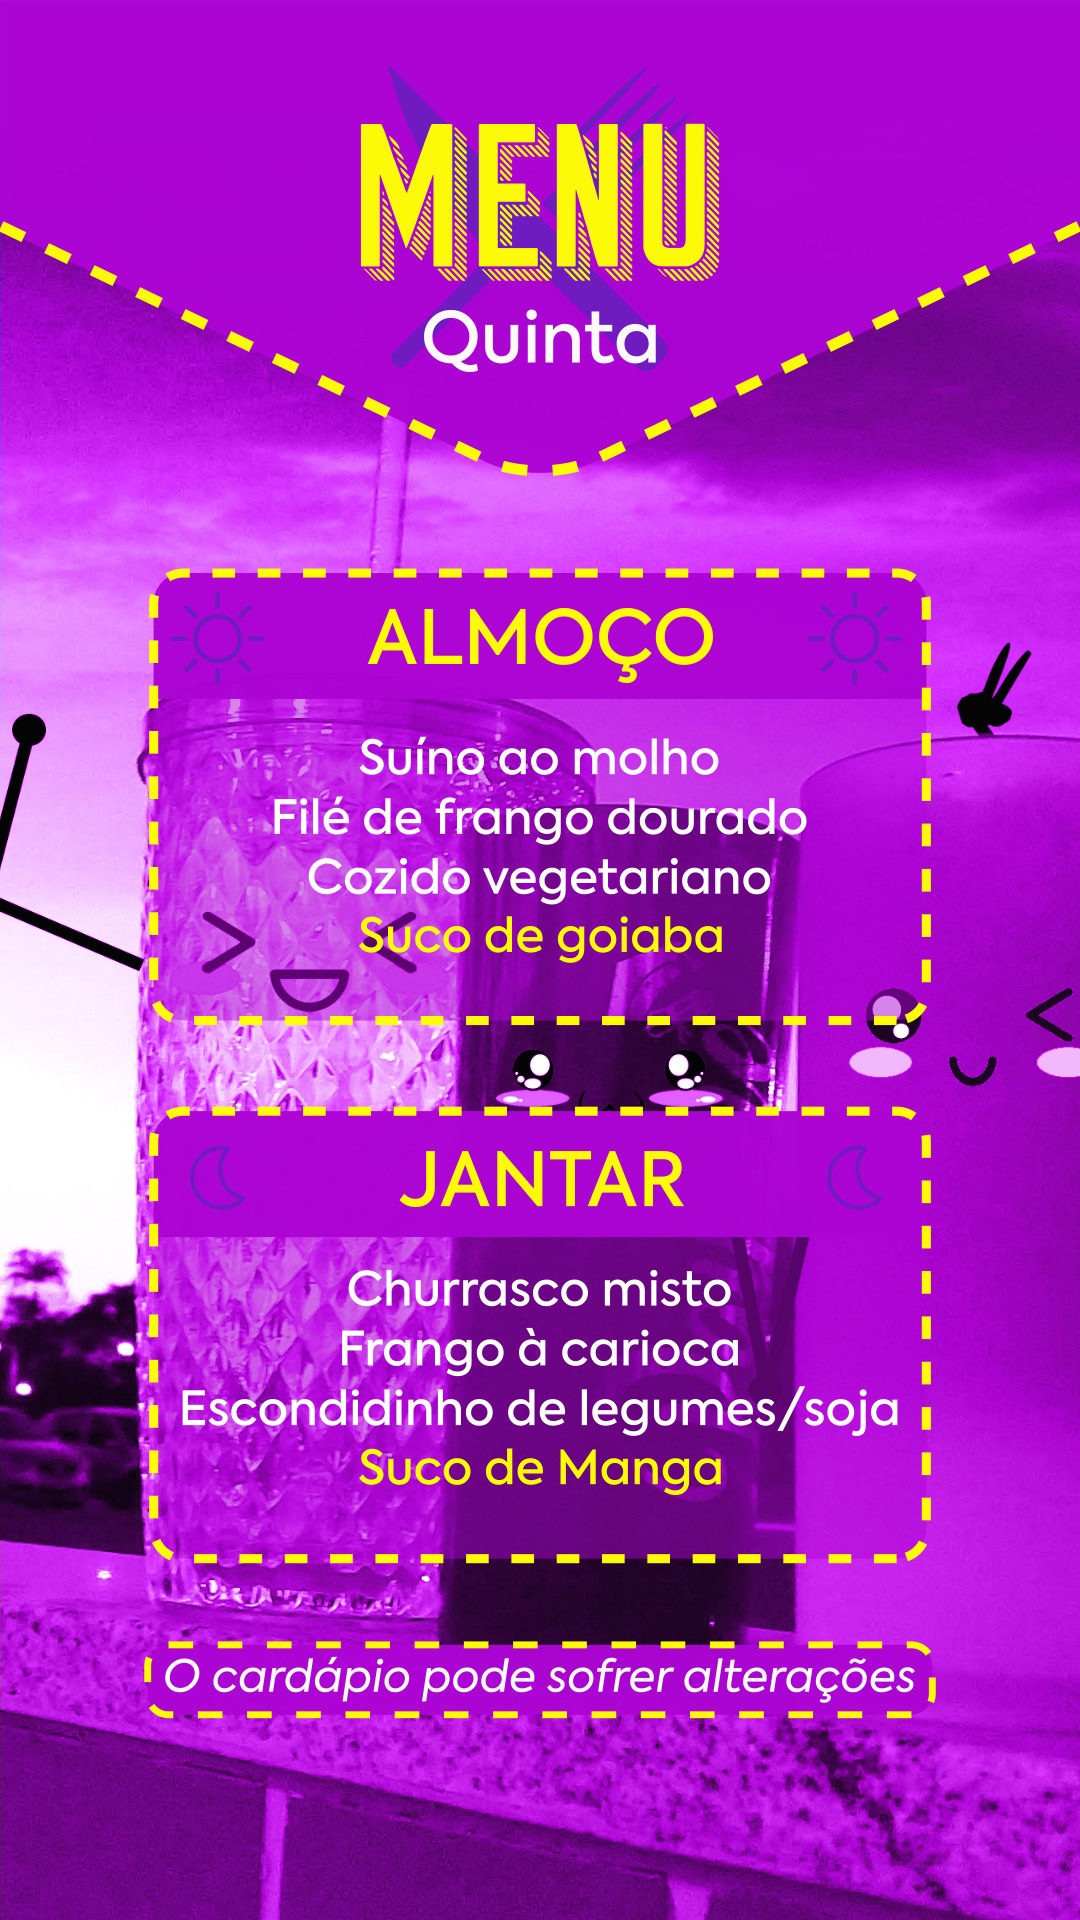 MENU
Quinta
ALMOÇO
Suíno ao molho
Filé de frango dourado
Cozido vegetariano
Suco de goiaba
JANTAR
Churrasco misto
Frango à carioca
Escondidinho de legumes/soja
Suco de Manga
O cardápio pode sofrer alterações